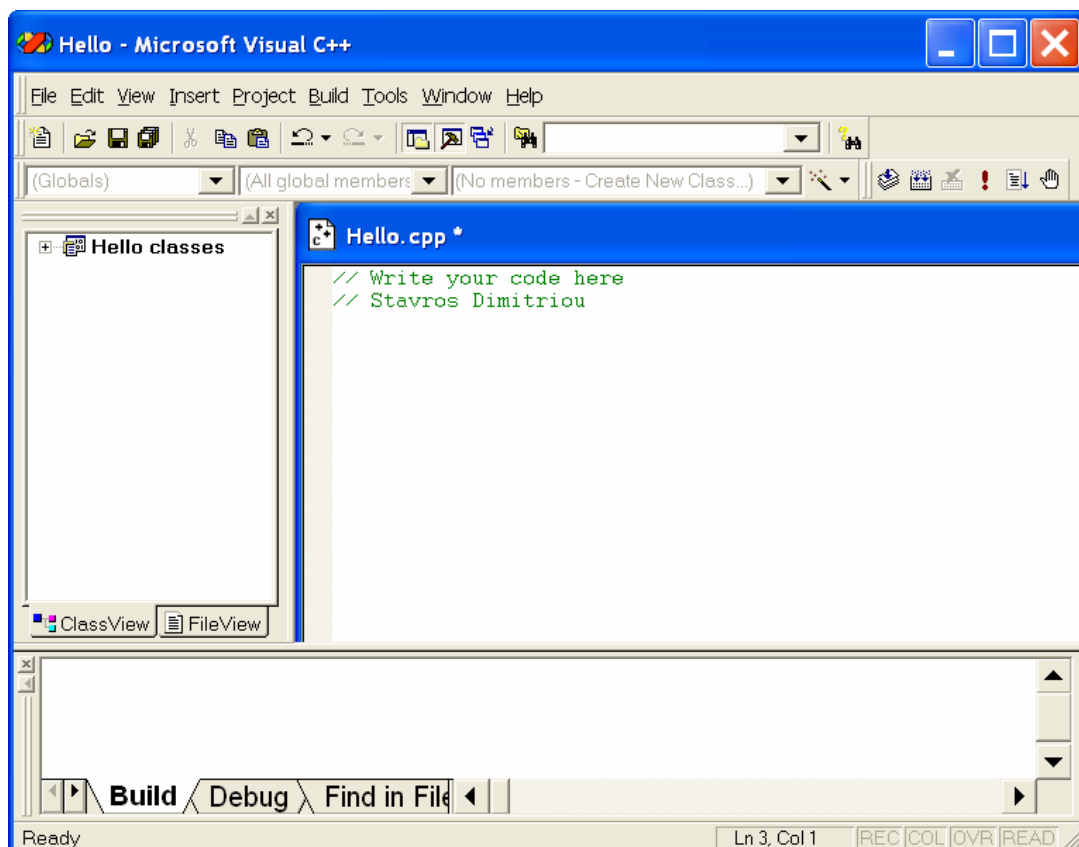 Hello - Microsoft Visual C++
File Edit View Insert Project Build Tools Window Help
(Globals) (All global members (No members - Create New Class...)
Hello classes
Hello.cpp *
// Write your code here
// Stavros Dimitriou
ClassView FileView
Build Debug Find in File
Ready Ln 3, Col 1 REC COL OVR READ